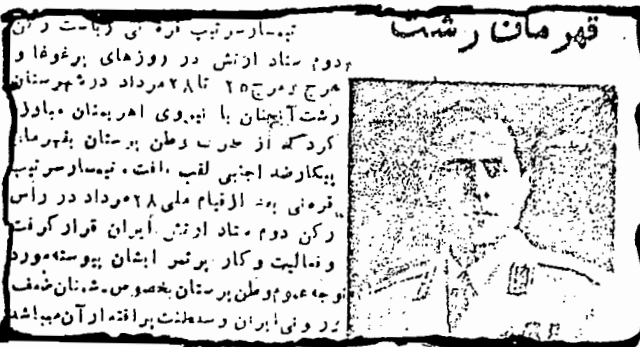 قهرمان رشت
تیمسار سرتیپ قره نی ریاست رکن
دوم ستاد ارتش در روزهای پرغوغا و
هرج و مرج ۲۵ تا ۲۸ مرداد در شهرستان
رشت آنچنان با نیروی اهریمنان مبارزه
کرد که از طرف وطن پرستان بقهرمان
پیکار ضد اجنبی لقب یافت. تیمسار سرتیپ
قره‌نی بعد از قیام ملی ۲۸ مرداد در رأس
رکن دوم ستاد ارتش ایران قرار گرفت
و فعالیت و کار پرثمر ایشان پیوسته مورد
توجه عموم وطن پرستان بخصوص
ایران و سلطنت پر افتخار آن میباشد